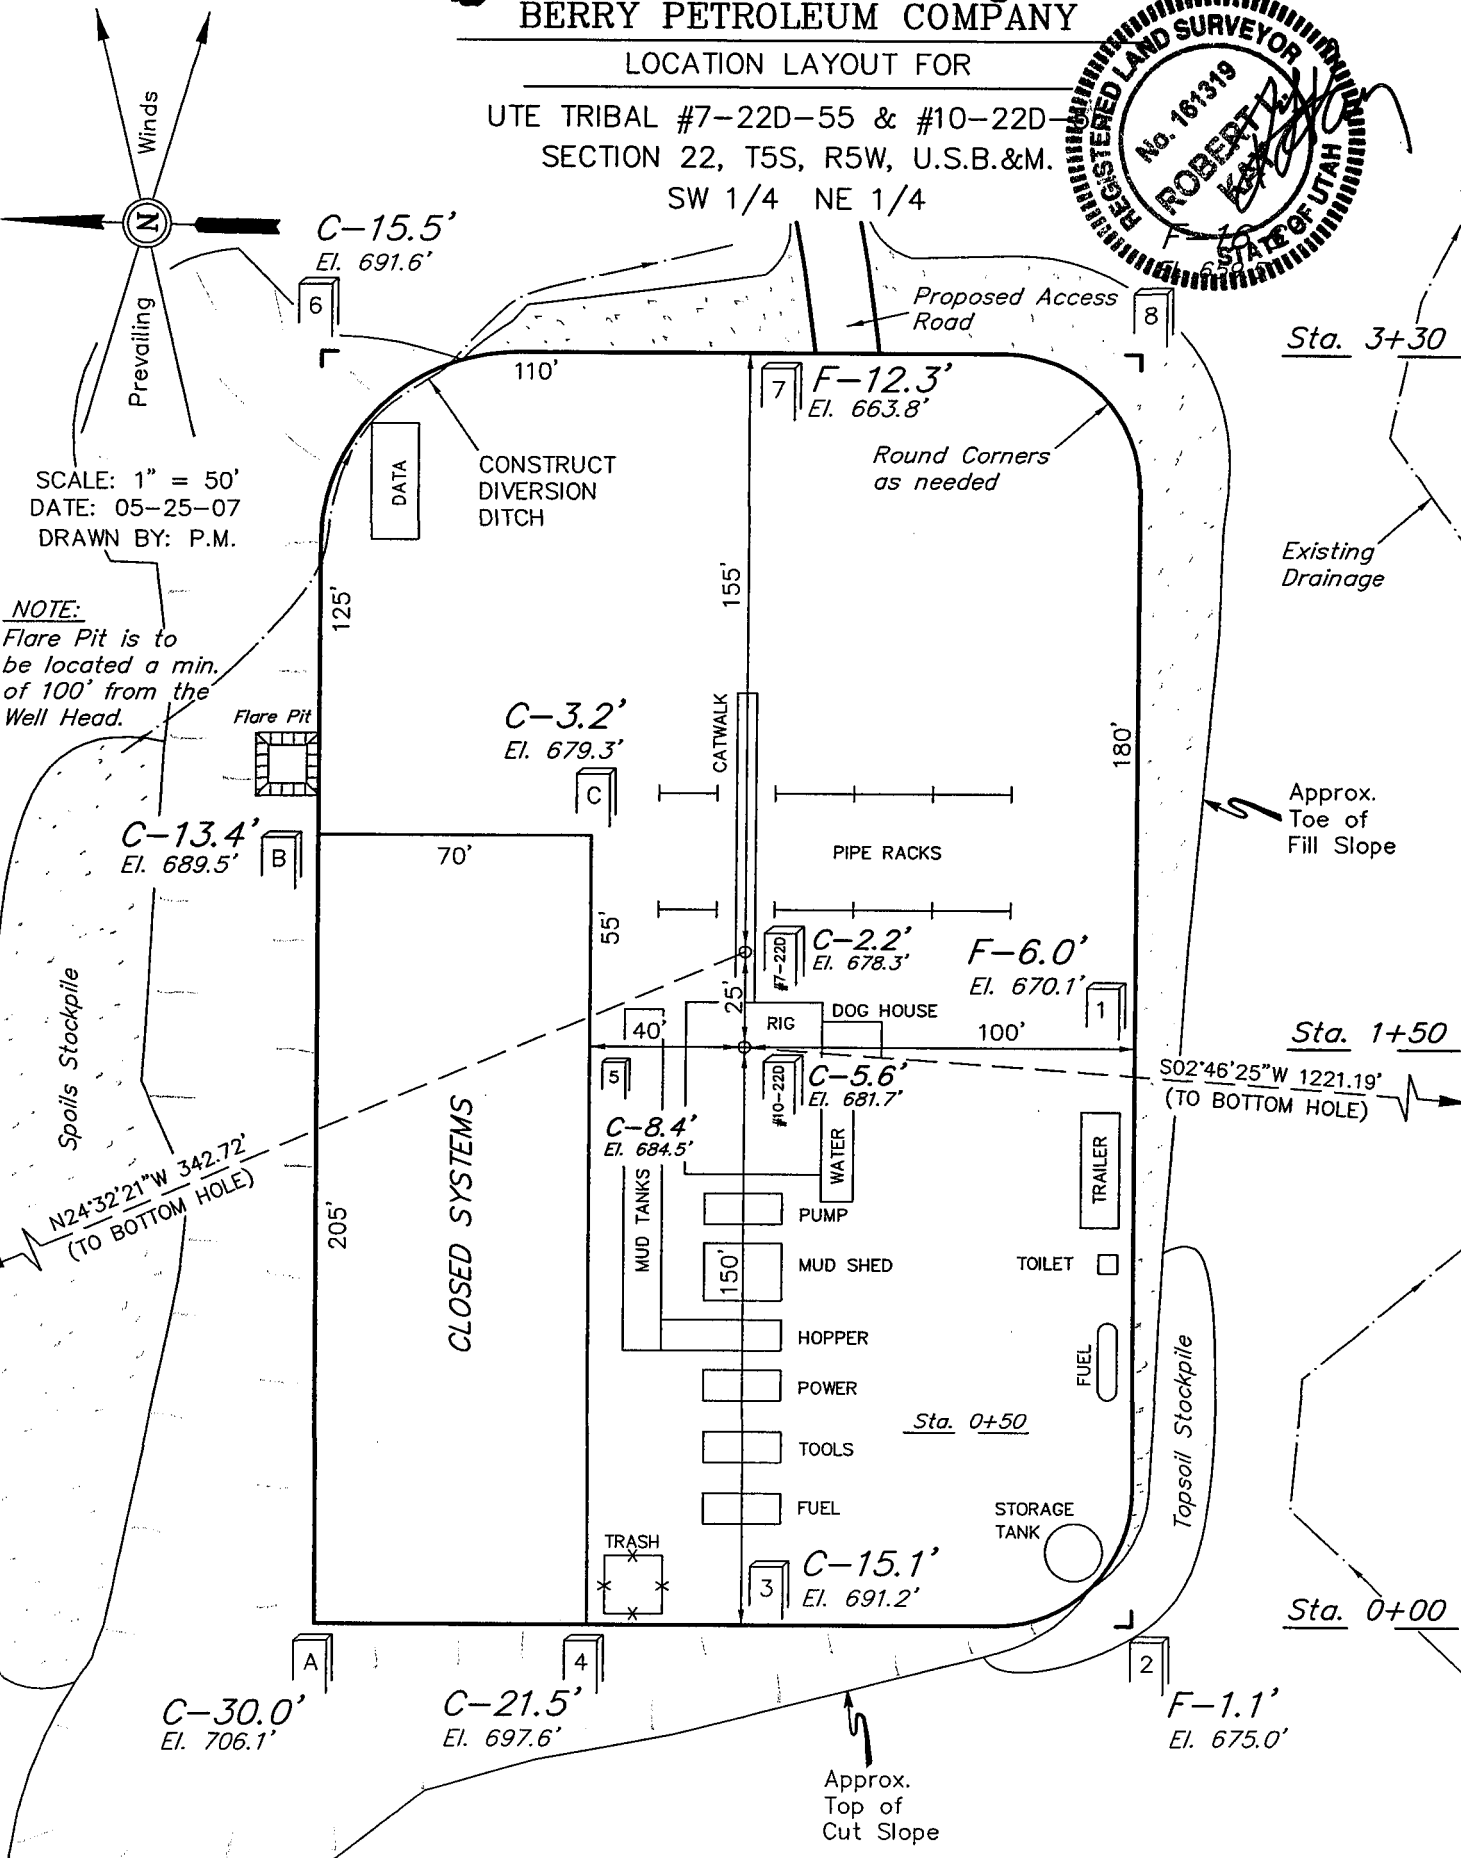 BERRY PETROLEUM COMPANY
LOCATION LAYOUT FOR
UTE TRIBAL #7-22D-55 & #10-22D-
SECTION 22, T5S, R5W, U.S.B.&M.
SW 1/4 NE 1/4
REGISTERED LAND SURVEYOR
No. 161319
ROBERT L.
KAY
STATE OF UTAH
Winds
N
Prevailing
C-15.5'
El. 691.6'
6
Proposed Access
Road
8
Sta. 3+30
110'
7
F-12.3'
El. 663.8'
SCALE: 1" = 50'
DATE: 05-25-07
DRAWN BY: P.M.
DATA
CONSTRUCT
DIVERSION
DITCH
Round Corners
as needed
Existing
Drainage
125'
155'
NOTE:
Flare Pit is to
be located a min.
of 100' from the
Well Head.
Flare Pit
C-3.2'
El. 679.3'
C
CATWALK
180'
Approx.
Toe of
Fill Slope
C-13.4'
El. 689.5'
B
70'
PIPE RACKS
55'
#7-22D
C-2.2'
El. 678.3'
F-6.0'
El. 670.1'
1
Spoils Stockpile
25'
RIG
DOG HOUSE
40'
100'
Sta. 1+50
5
#10-22D
C-5.6'
El. 681.7'
S02°46'25"W 1221.19'
(TO BOTTOM HOLE)
C-8.4'
El. 684.5'
WATER
TRAILER
N24°32'21"W 342.72'
(TO BOTTOM HOLE)
205'
CLOSED SYSTEMS
MUD TANKS
PUMP
150'
MUD SHED
TOILET
HOPPER
FUEL
POWER
Sta. 0+50
TOOLS
Topsoil Stockpile
FUEL
STORAGE
TANK
TRASH
3
C-15.1'
El. 691.2'
Sta. 0+00
A
4
2
C-30.0'
El. 706.1'
C-21.5'
El. 697.6'
F-1.1'
El. 675.0'
Approx.
Top of
Cut Slope